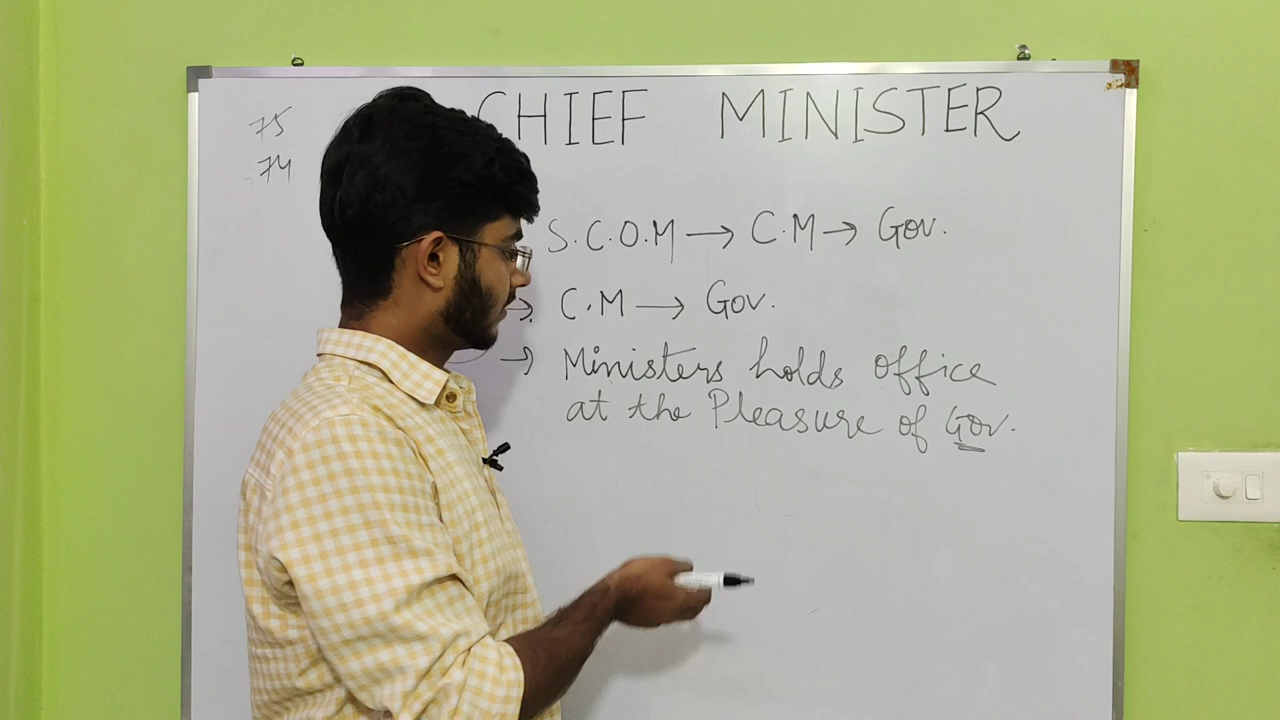 CHIEF MINISTER
75
74
S.C.O.M → C.M → Gov.
→ C.M → Gov.
→ Ministers holds office
at the Pleasure of Gov.